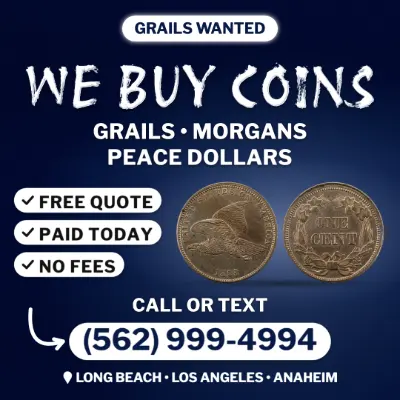 GRAILS WANTED
WE BUY COINS
GRAILS • MORGANS
PEACE DOLLARS
✓ FREE QUOTE
✓ PAID TODAY
✓ NO FEES
ONE
CENT
CALL OR TEXT
(562) 999-4994
LONG BEACH • LOS ANGELES • ANAHEIM